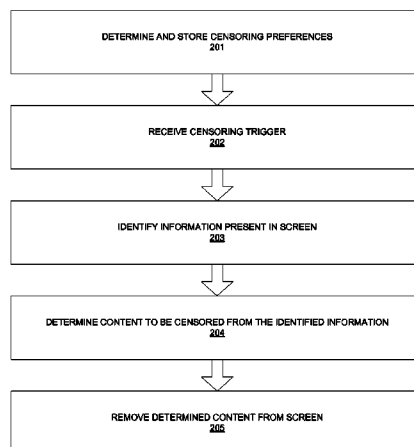 DETERMINE AND STORE CENSORING PREFERENCES
201
RECEIVE CENSORING TRIGGER
202
IDENTIFY INFORMATION PRESENT IN SCREEN
203
DETERMINE CONTENT TO BE CENSORED FROM THE IDENTIFIED INFORMATION
204
REMOVE DETERMINED CONTENT FROM SCREEN
205